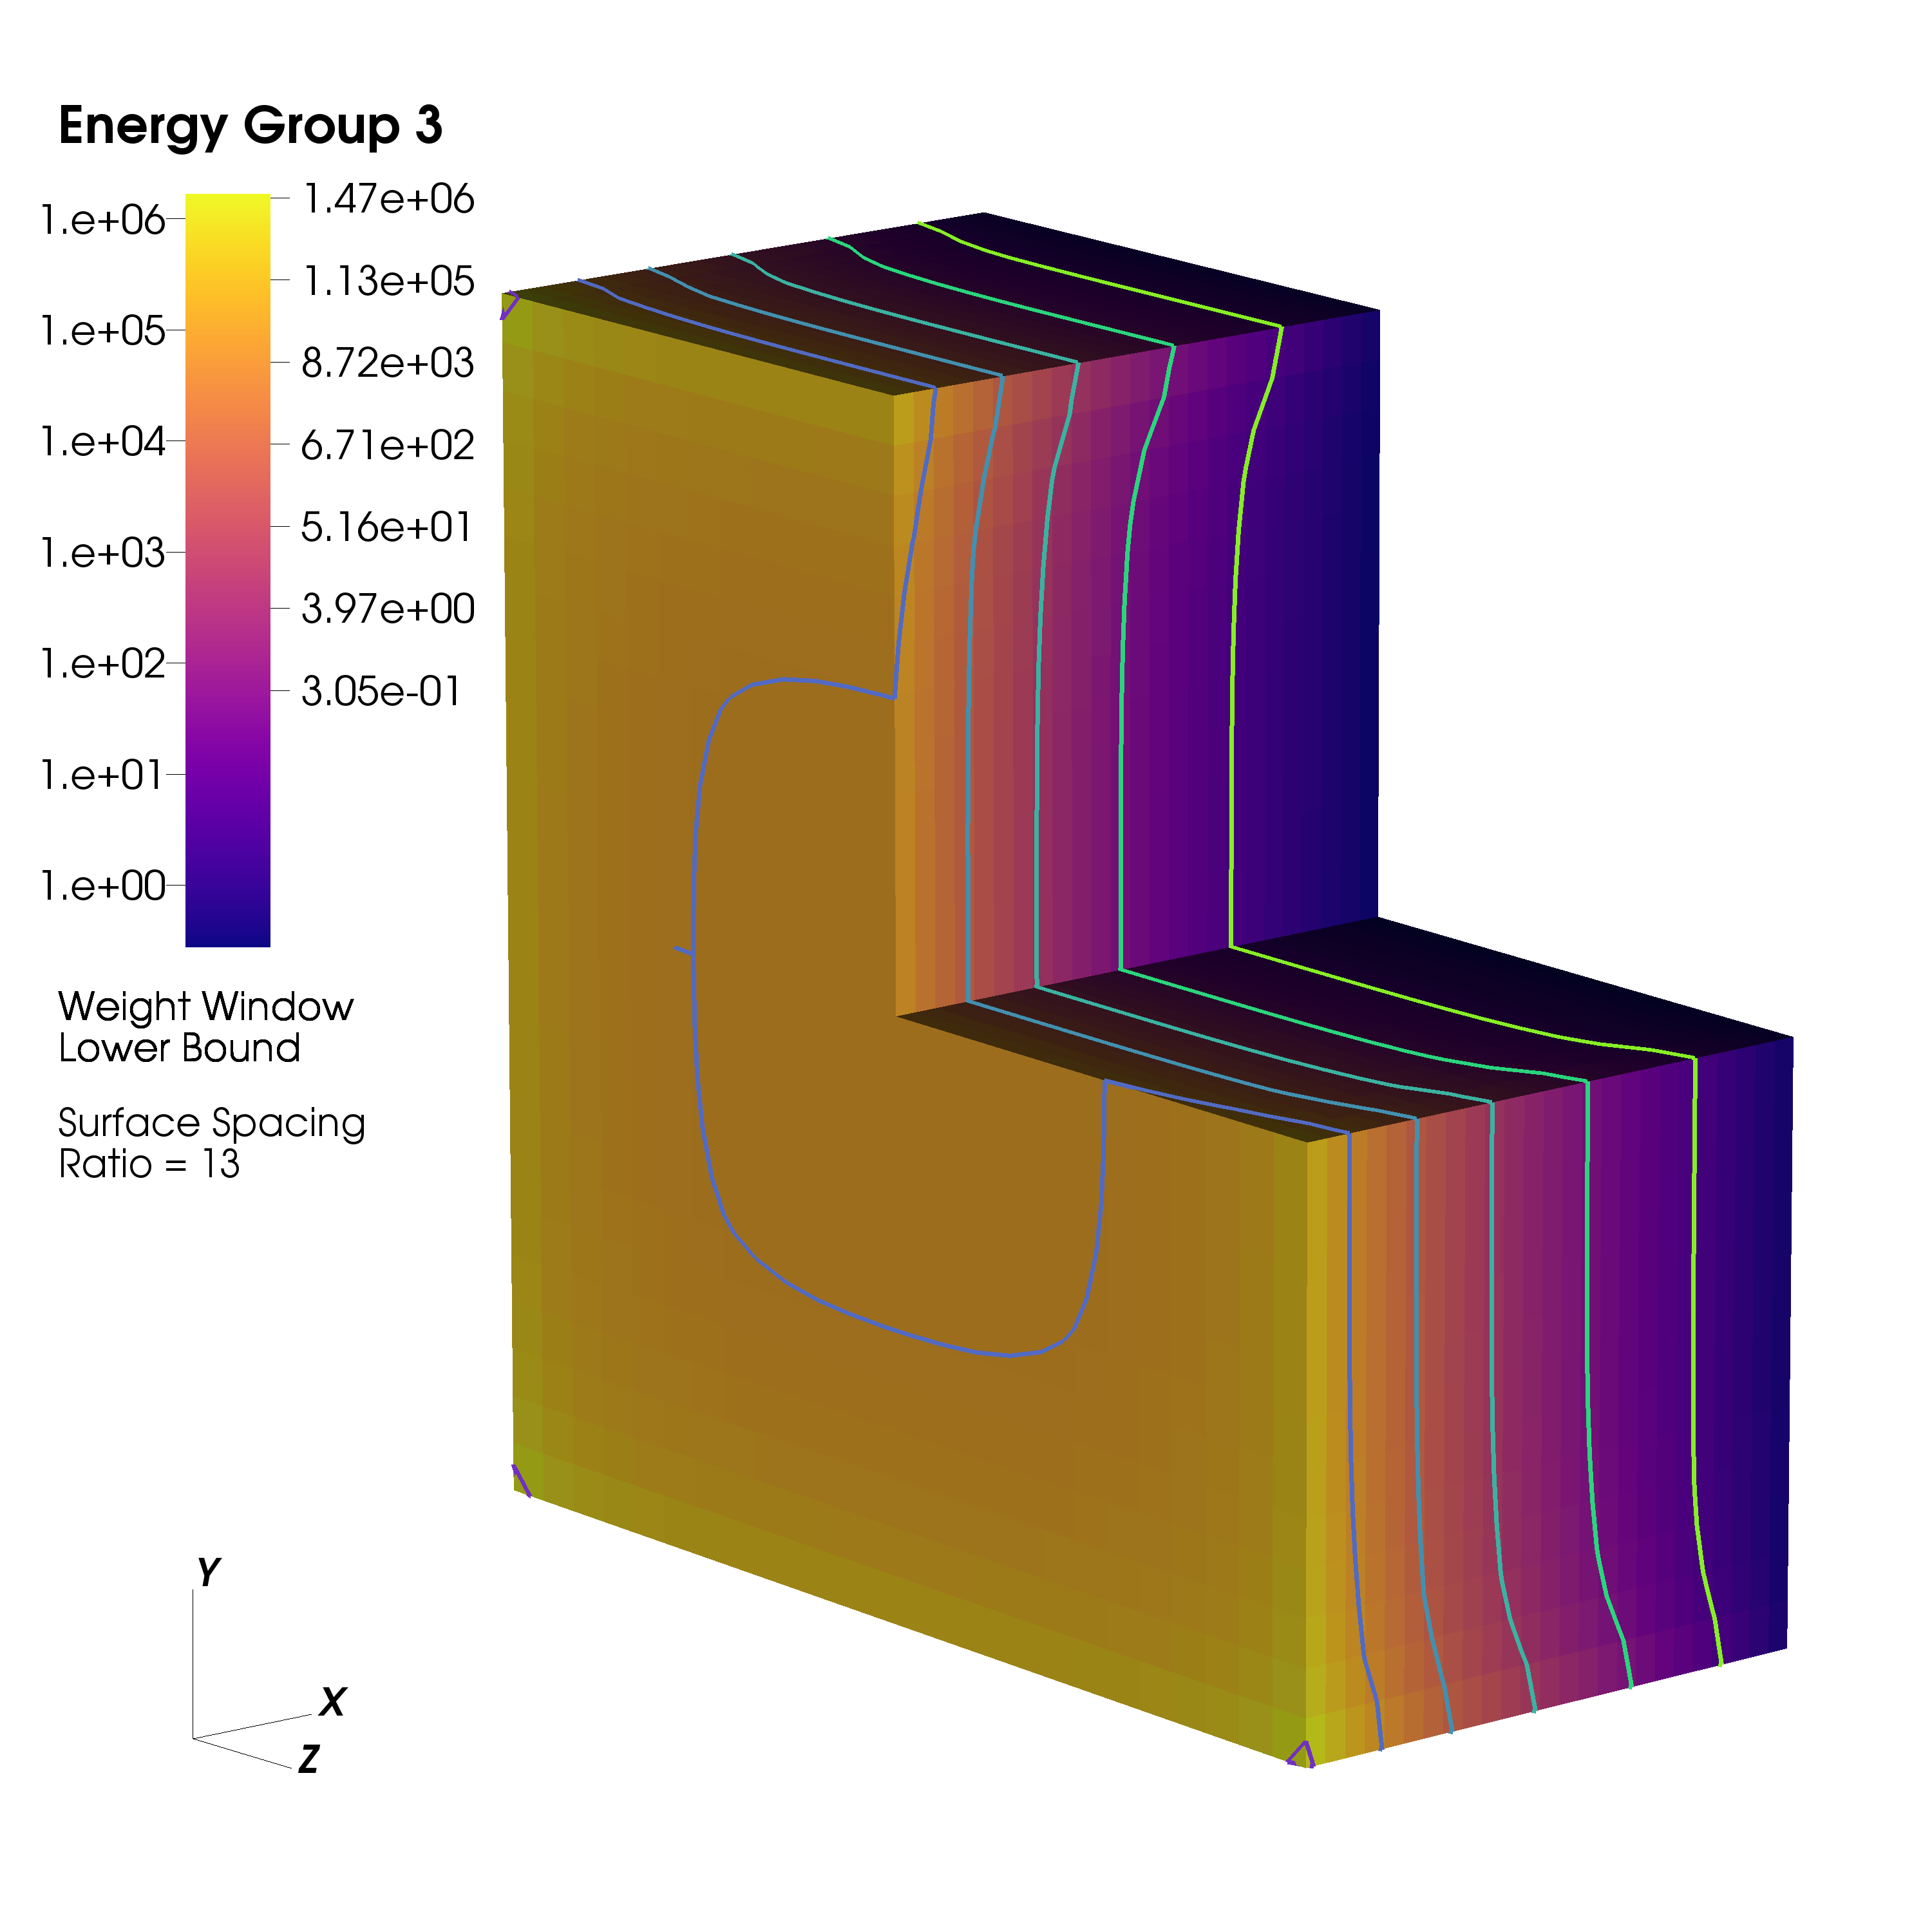 Energy Group 3
1.e+06
1.e+05
1.e+04
1.e+03
1.e+02
1.e+01
1.e+00
1.47e+06
1.13e+05
8.72e+03
6.71e+02
5.16e+01
3.97e+00
3.05e-01
Weight Window
Lower Bound
Surface Spacing
Ratio = 13
Y
X
Z